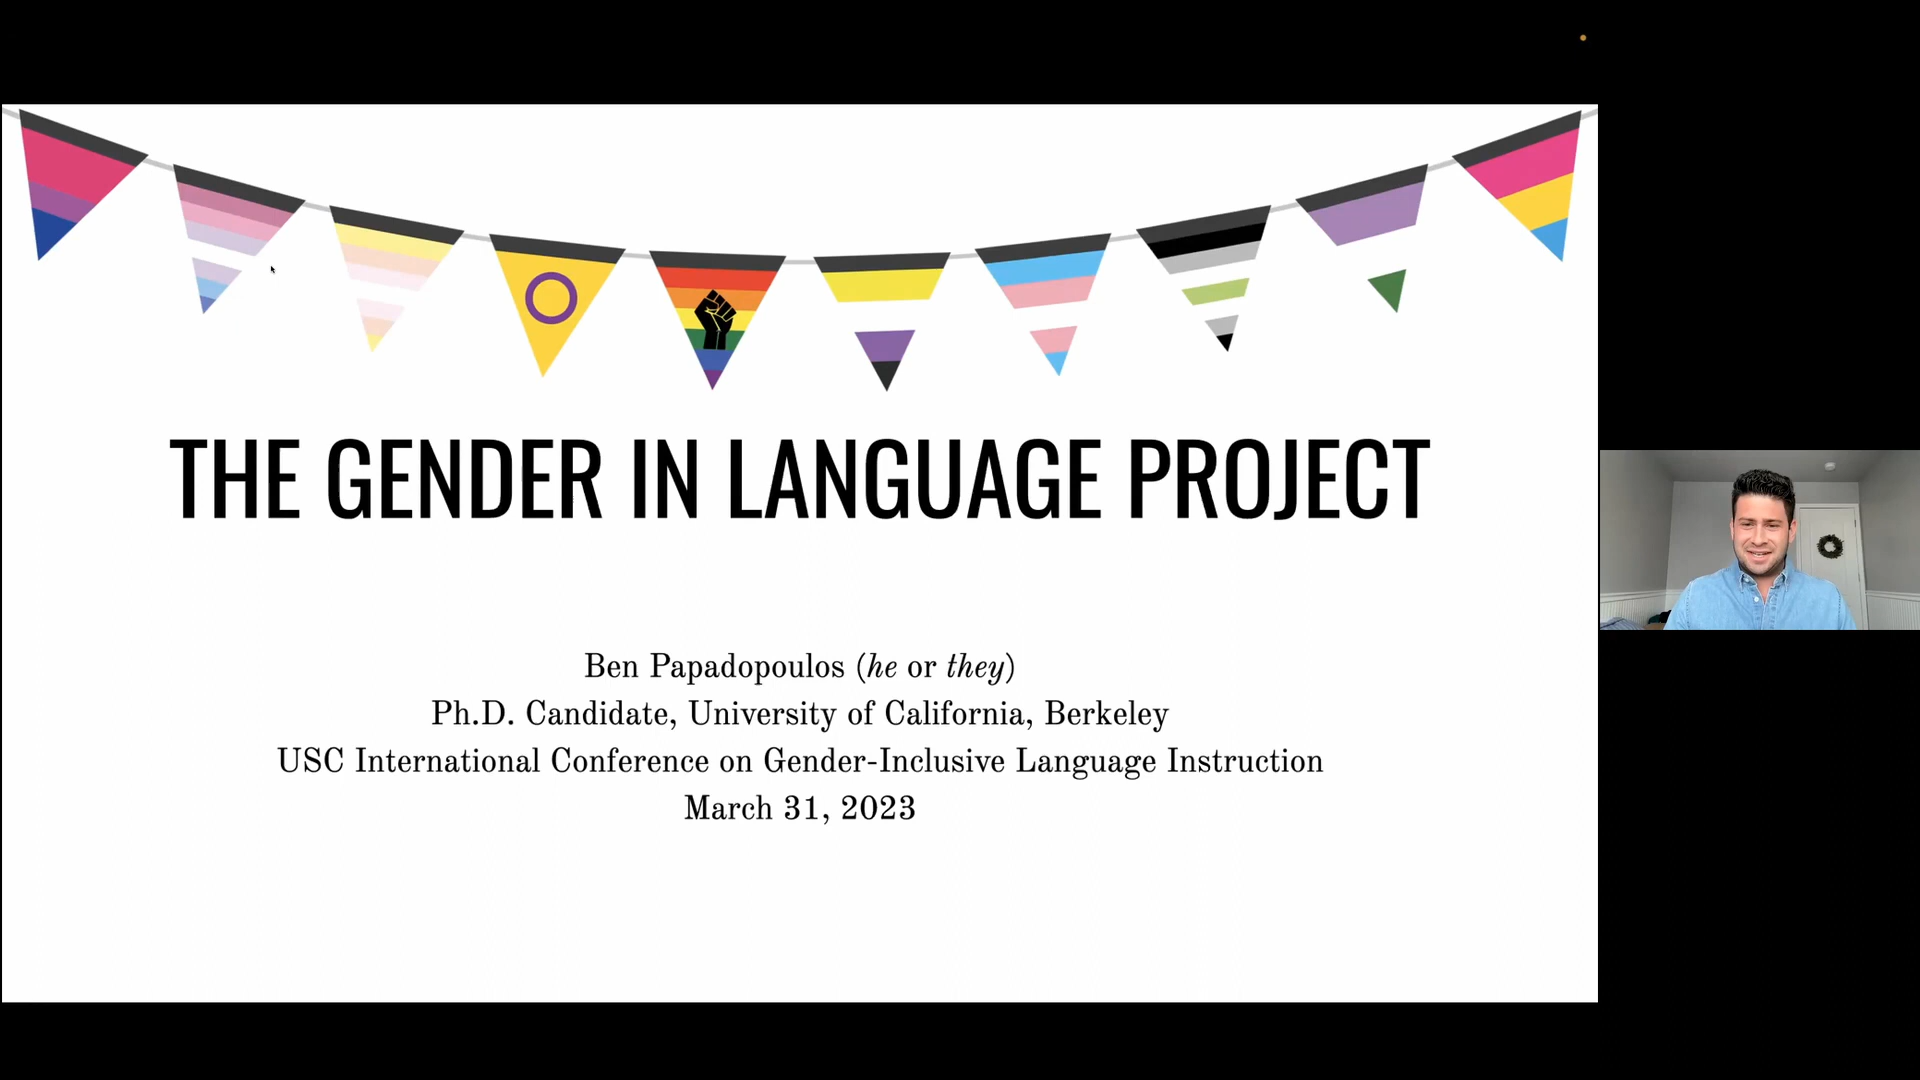 THE GENDER IN LANGUAGE PROJECT
Ben Papadopoulos (he or they)
Ph.D. Candidate, University of California, Berkeley
USC International Conference on Gender-Inclusive Language Instruction
March 31, 2023